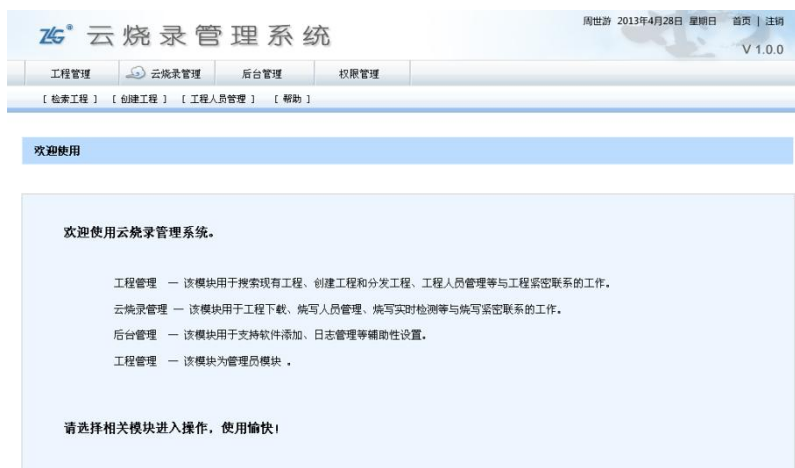 周世游 2013年4月28日 星期日 首页 | 注销
ZLG® 云烧录管理系统
V 1.0.0
工程管理 云烧录管理 后台管理 权限管理
[ 检索工程 ] [ 创建工程 ] [ 工程人员管理 ] [ 帮助 ]
欢迎使用
欢迎使用云烧录管理系统。
工程管理 — 该模块用于搜索现有工程、创建工程和分发工程、工程人员管理等与工程紧密联系的工作。
云烧录管理 — 该模块用于工程下载、烧写人员管理、烧写实时检测等与烧写紧密联系的工作。
后台管理 — 该模块用于支持软件添加、日志管理等辅助性设置。
工程管理 — 该模块为管理员模块 。
请选择相关模块进入操作，使用愉快!